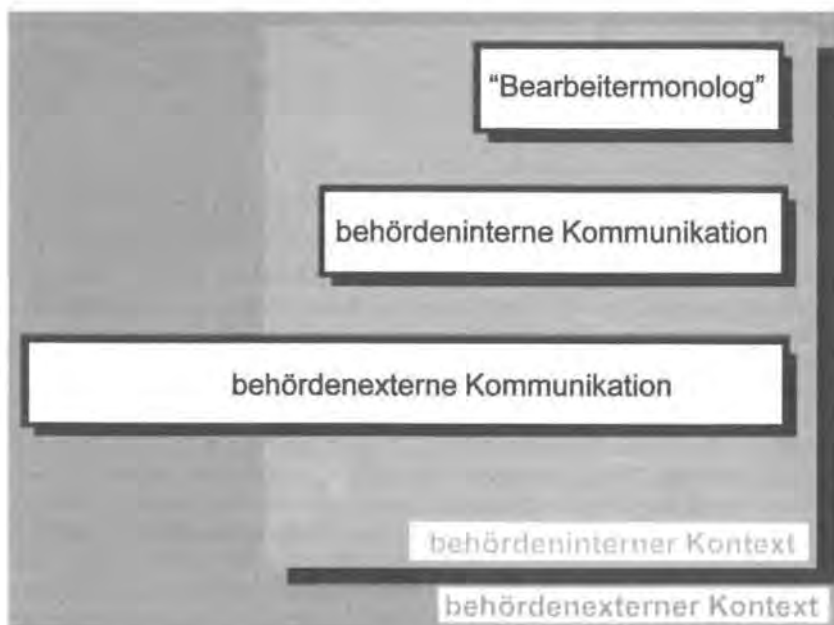 “Bearbeitermonolog”
behördeninterne Kommunikation
behördenexterne Kommunikation
behördeninterner Kontext
behördenexterner Kontext